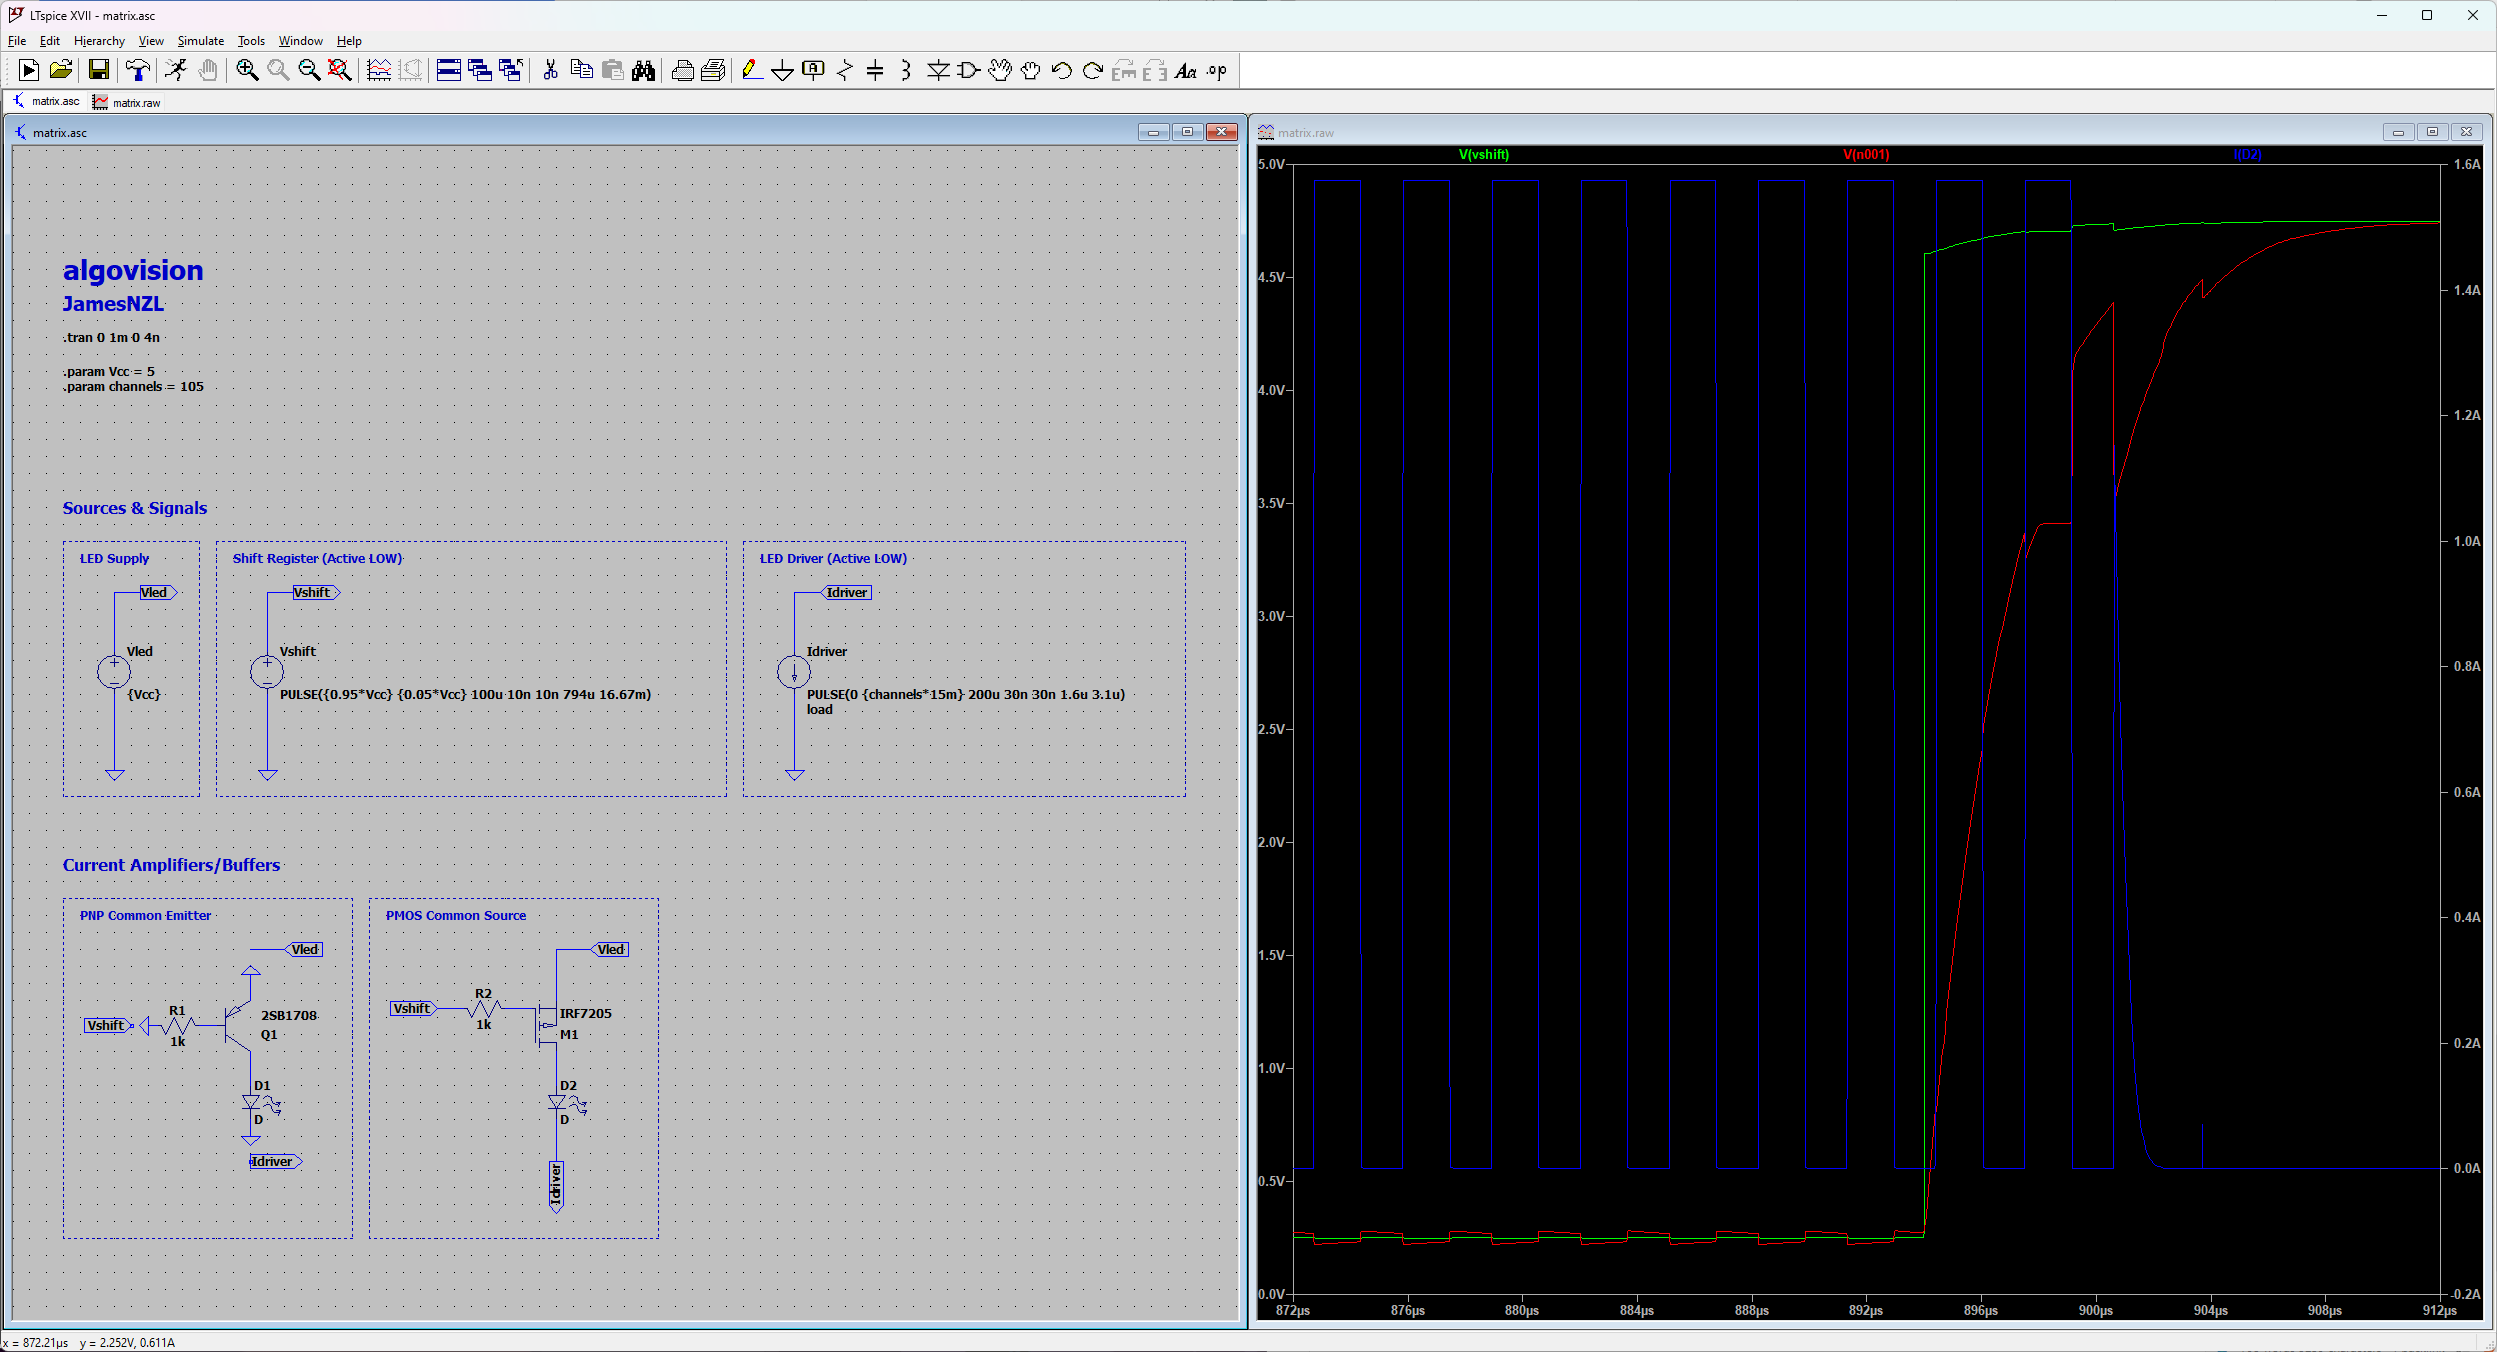 LTspice XVII - matrix.asc
File Edit Hierarchy View Simulate Tools Window Help
A Aa .op
matrix.asc matrix.raw
matrix.asc
algovision
JamesNZL
.tran 0 1m 0 4n
.param Vcc = 5
.param channels = 105
Sources & Signals
LED Supply
Vled
Vled
{Vcc}
Shift Register (Active LOW)
Vshift
Vshift
PULSE({0.95*Vcc} {0.05*Vcc} 100u 10n 10n 794u 16.67m)
LED Driver (Active LOW)
Idriver
Idriver
PULSE(0 {channels*15m} 200u 30n 30n 1.6u 3.1u)
load
Current Amplifiers/Buffers
PNP Common Emitter
Vled
Vshift
R1
1k
2SB1708
Q1
D1
D
Idriver
PMOS Common Source
Vled
Vshift
R2
1k
IRF7205
M1
D2
D
Idriver
matrix.raw
V(vshift) V(n001) I(D2)
5.0V 1.6A
4.5V 1.4A
4.0V 1.2A
3.5V 1.0A
3.0V 0.8A
2.5V 0.6A
2.0V 0.4A
1.5V 0.2A
1.0V 0.0A
0.5V -0.2A
0.0V
872µs 876µs 880µs 884µs 888µs 892µs 896µs 900µs 904µs 908µs 912µs
x = 872.21µs y = 2.252V, 0.611A